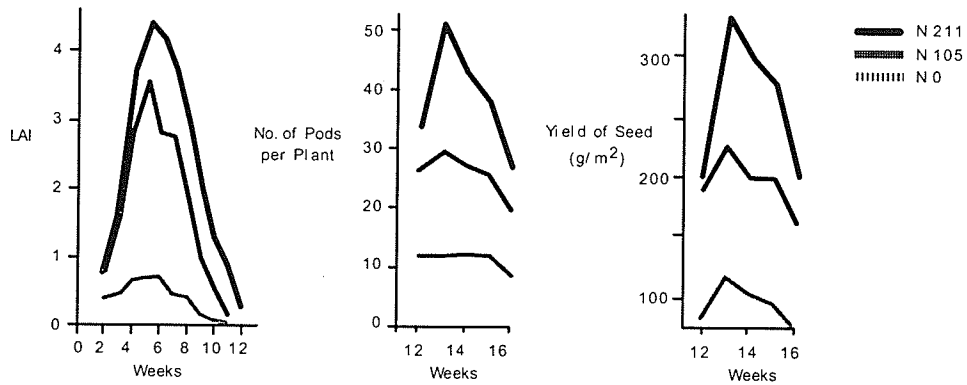 4
3
2
1
0
LAI
0 2 4 6 8 10 12
Weeks
50
40
30
20
10
0
No. of Pods
per Plant
12 14 16
Weeks
300
200
100
Yield of Seed
(g/m²)
12 14 16
Weeks
N 211
N 105
N 0